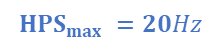 HPSmax = 20Hz